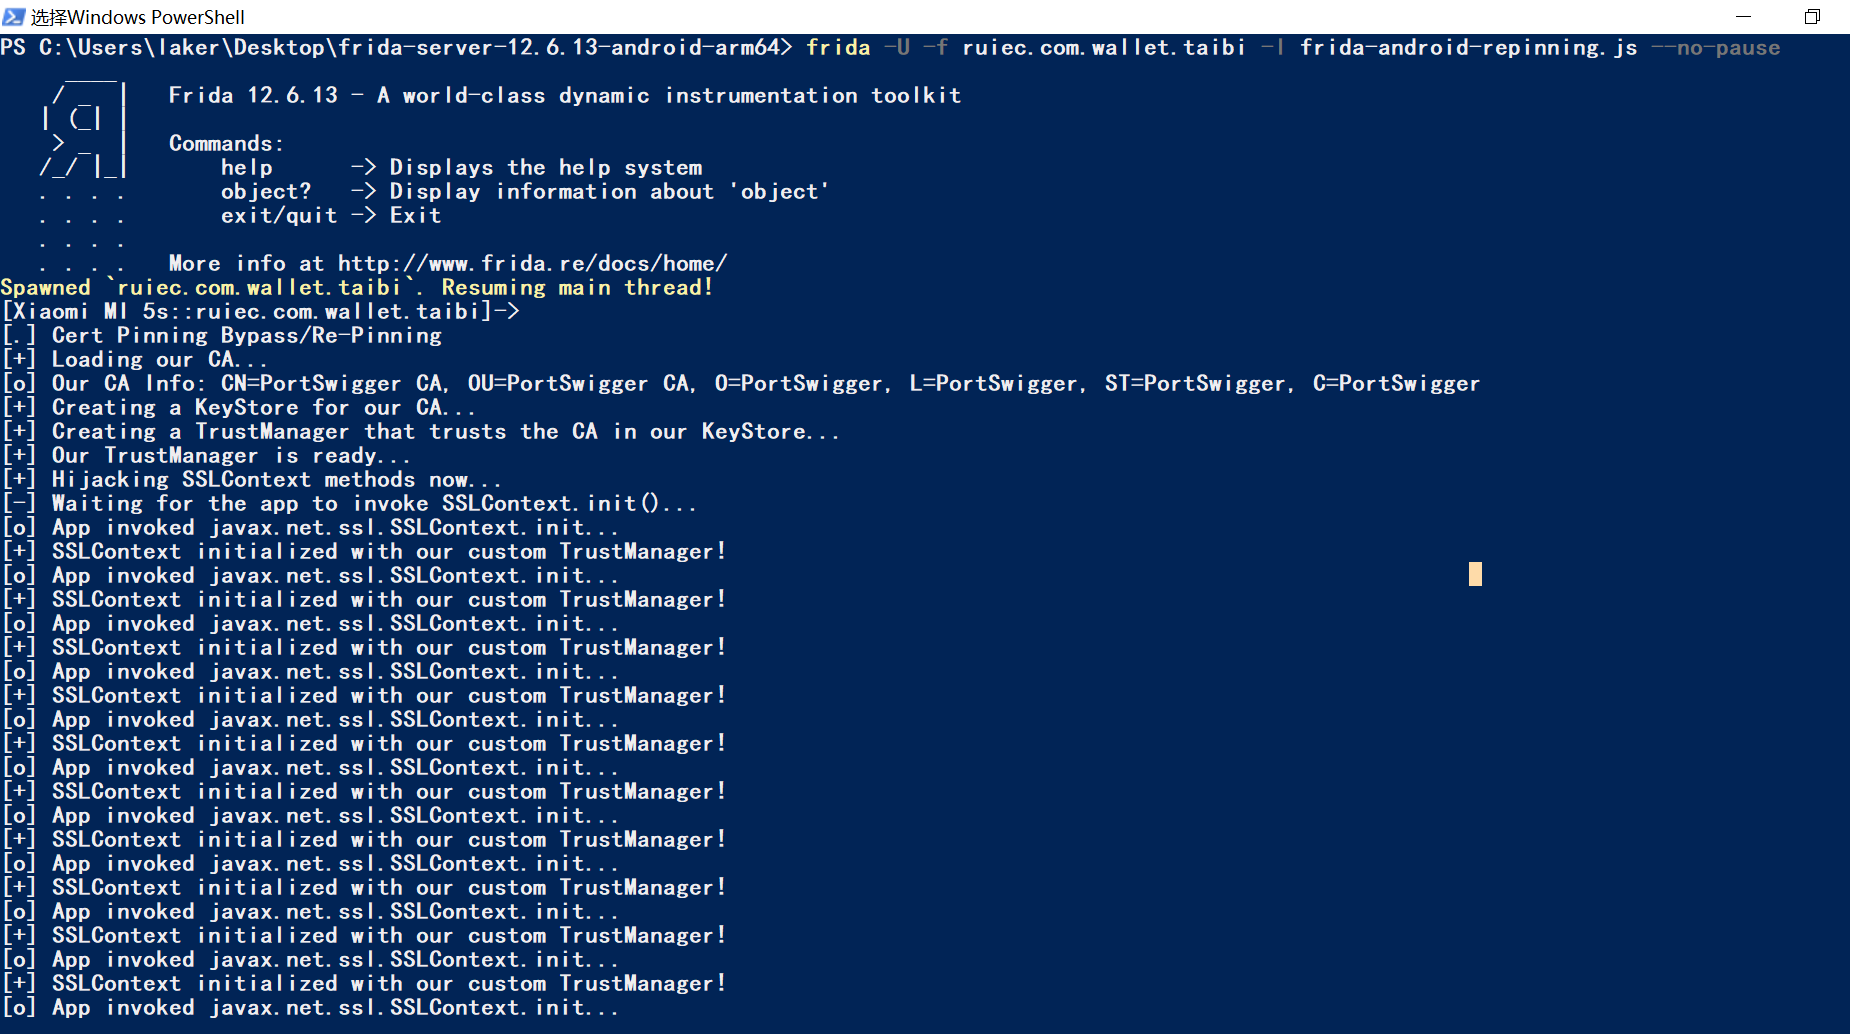 选择Windows PowerShell
PS C:\Users\laker\Desktop\frida-server-12.6.13-android-arm64> frida -U -f ruiec.com.wallet.taibi -l frida-android-repinning.js --no-pause
     ____
    / _  |   Frida 12.6.13 - A world-class dynamic instrumentation toolkit
   | (_| |
    > _  |   Commands:
   /_/ |_|       help      -> Displays the help system
   . . . .       object?   -> Display information about 'object'
   . . . .       exit/quit -> Exit
   . . . .
   . . . .   More info at http://www.frida.re/docs/home/
Spawned `ruiec.com.wallet.taibi`. Resuming main thread!
[Xiaomi MI 5s::ruiec.com.wallet.taibi]->
[.] Cert Pinning Bypass/Re-Pinning
[+] Loading our CA...
[o] Our CA Info: CN=PortSwigger CA, OU=PortSwigger CA, O=PortSwigger, L=PortSwigger, ST=PortSwigger, C=PortSwigger
[+] Creating a KeyStore for our CA...
[+] Creating a TrustManager that trusts the CA in our KeyStore...
[+] Our TrustManager is ready...
[+] Hijacking SSLContext methods now...
[-] Waiting for the app to invoke SSLContext.init()...
[o] App invoked javax.net.ssl.SSLContext.init...
[+] SSLContext initialized with our custom TrustManager!
[o] App invoked javax.net.ssl.SSLContext.init...
[+] SSLContext initialized with our custom TrustManager!
[o] App invoked javax.net.ssl.SSLContext.init...
[+] SSLContext initialized with our custom TrustManager!
[o] App invoked javax.net.ssl.SSLContext.init...
[+] SSLContext initialized with our custom TrustManager!
[o] App invoked javax.net.ssl.SSLContext.init...
[+] SSLContext initialized with our custom TrustManager!
[o] App invoked javax.net.ssl.SSLContext.init...
[+] SSLContext initialized with our custom TrustManager!
[o] App invoked javax.net.ssl.SSLContext.init...
[+] SSLContext initialized with our custom TrustManager!
[o] App invoked javax.net.ssl.SSLContext.init...
[+] SSLContext initialized with our custom TrustManager!
[o] App invoked javax.net.ssl.SSLContext.init...
[+] SSLContext initialized with our custom TrustManager!
[o] App invoked javax.net.ssl.SSLContext.init...
[+] SSLContext initialized with our custom TrustManager!
[o] App invoked javax.net.ssl.SSLContext.init...